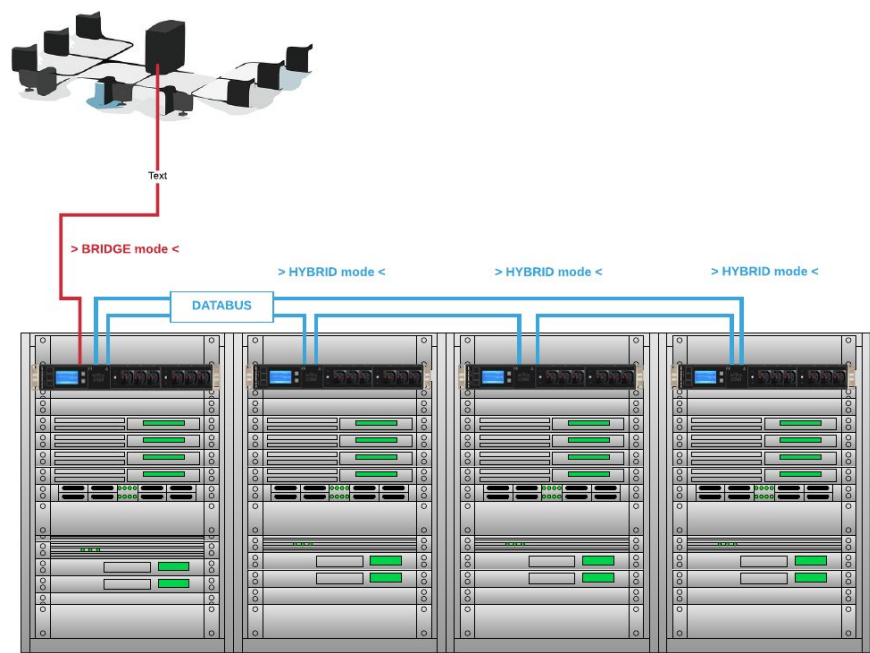 Text
> BRIDGE mode <
> HYBRID mode <
> HYBRID mode <
> HYBRID mode <
DATABUS